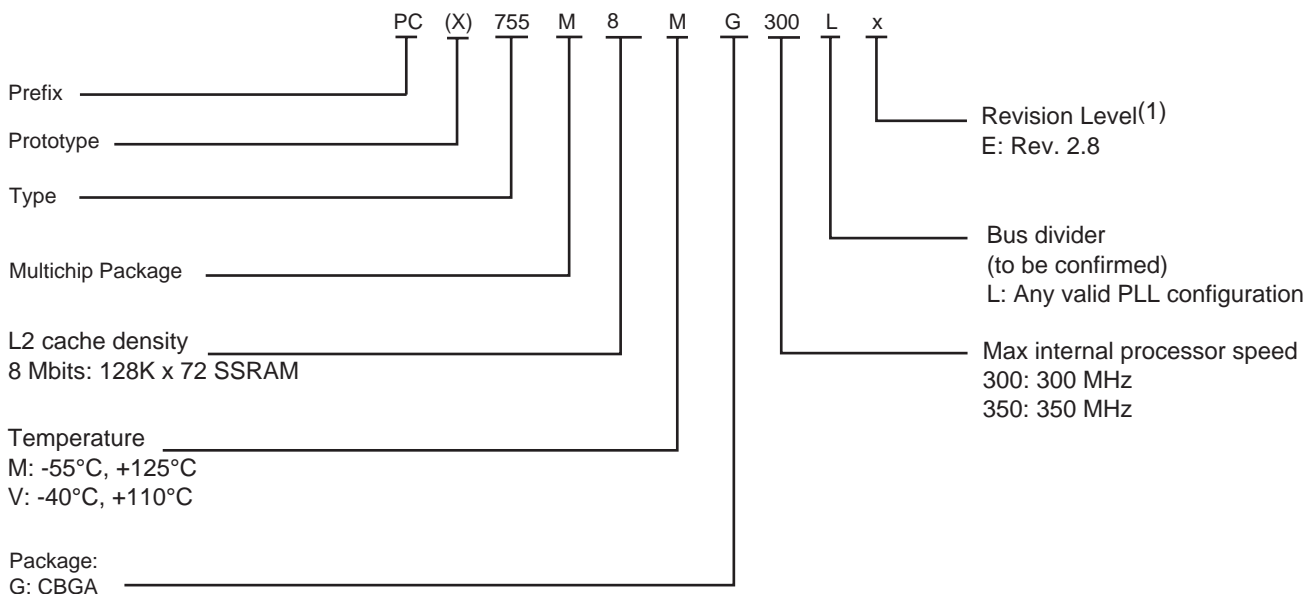 PC (X) 755 M 8 M G 300 L x
Prefix
Prototype
Type
Multichip Package
L2 cache density
8 Mbits: 128K x 72 SSRAM
Temperature
M: -55°C, +125°C
V: -40°C, +110°C
Package:
G: CBGA
Revision Level(1)
E: Rev. 2.8
Bus divider
(to be confirmed)
L: Any valid PLL configuration
Max internal processor speed
300: 300 MHz
350: 350 MHz